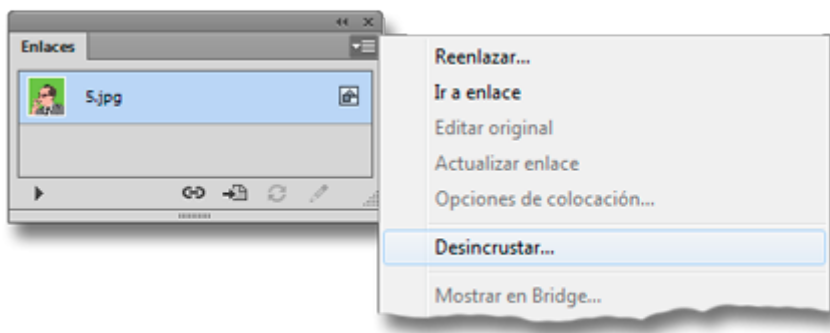 Enlaces
5.jpg
Reenlazar...
Ir a enlace
Editar original
Actualizar enlace
Opciones de colocación...
Desincrustar...
Mostrar en Bridge...